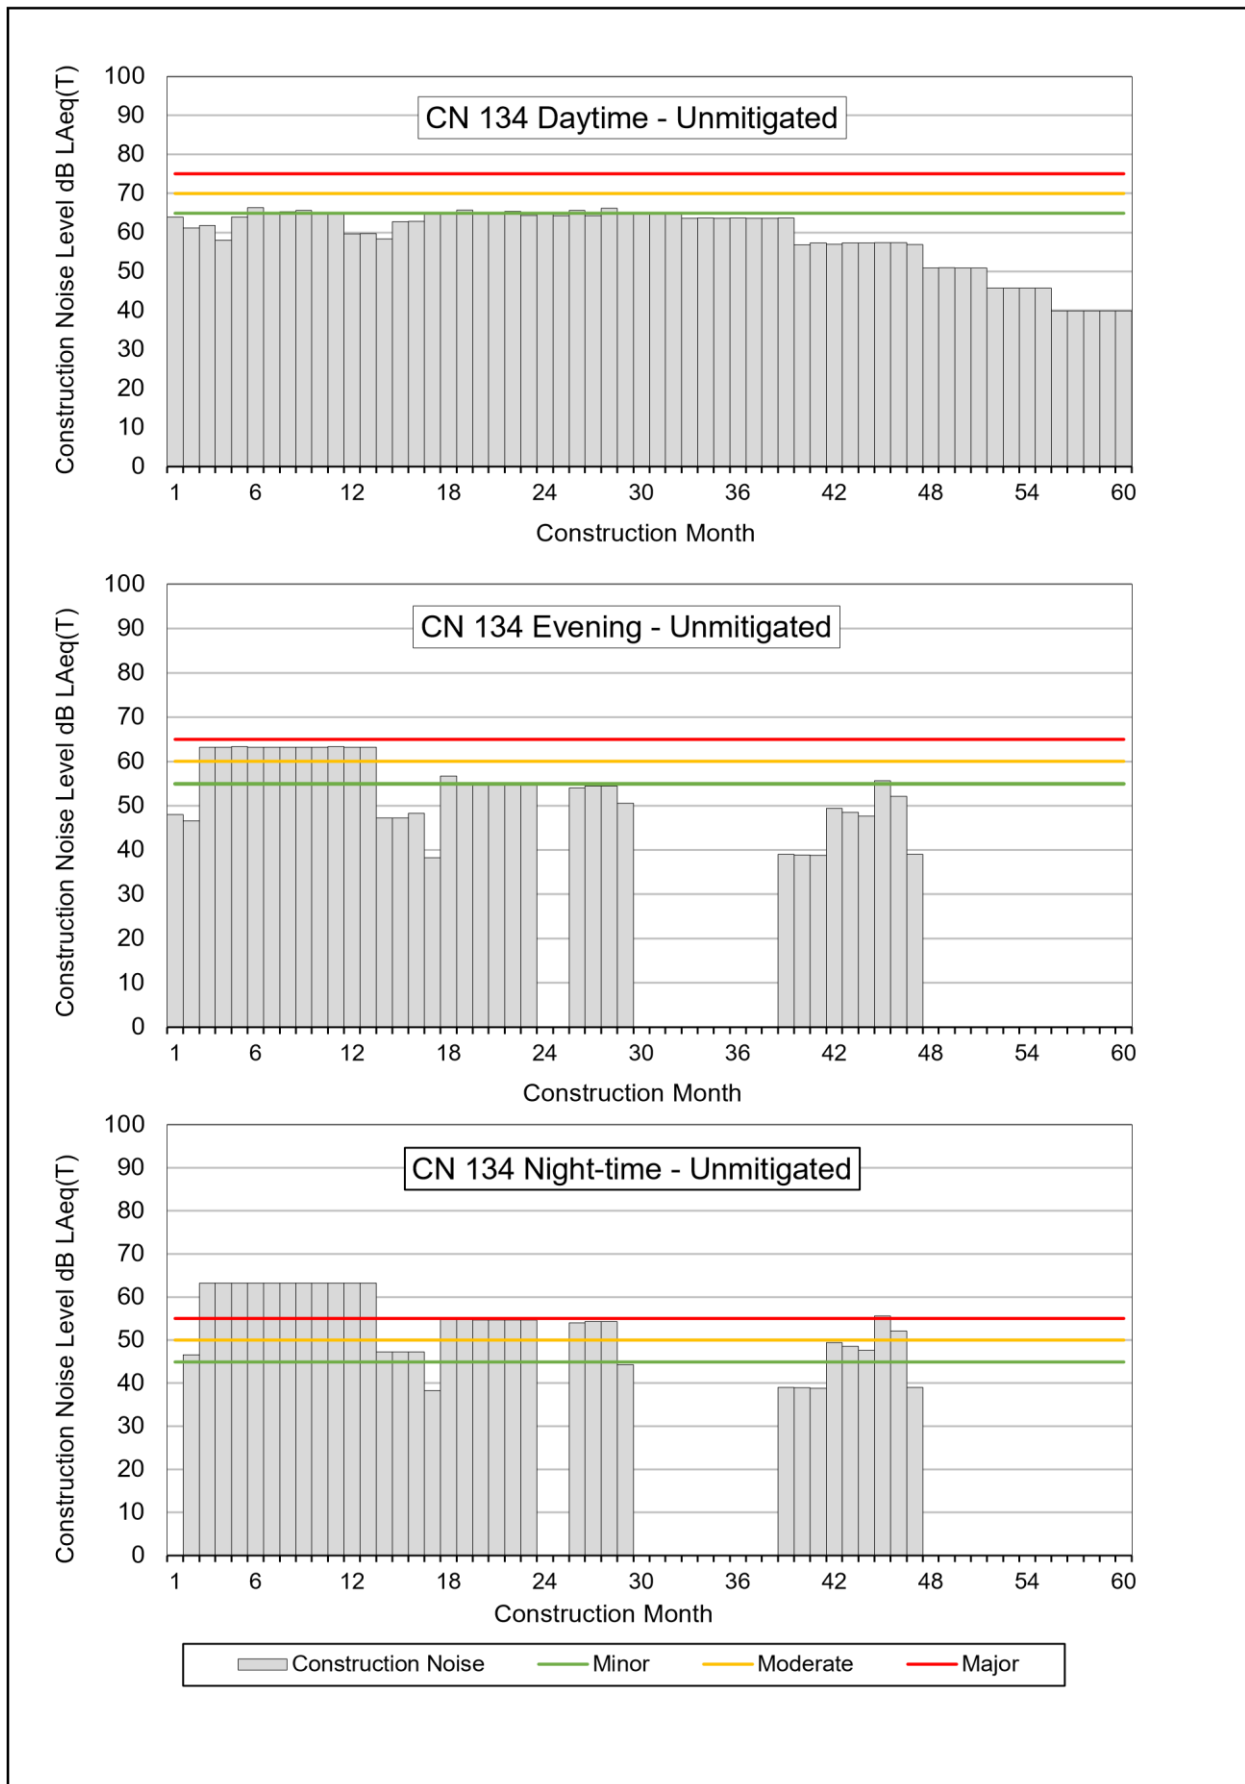 CN 134 Daytime - Unmitigated
Construction Noise Level dB LAeq(T)
100
90
80
70
60
50
40
30
20
10
0
1 6 12 18 24 30 36 42 48 54 60
Construction Month
CN 134 Evening - Unmitigated
Construction Noise Level dB LAeq(T)
100
90
80
70
60
50
40
30
20
10
0
1 6 12 18 24 30 36 42 48 54 60
Construction Month
CN 134 Night-time - Unmitigated
Construction Noise Level dB LAeq(T)
100
90
80
70
60
50
40
30
20
10
0
1 6 12 18 24 30 36 42 48 54 60
Construction Month
Construction Noise Minor Moderate Major